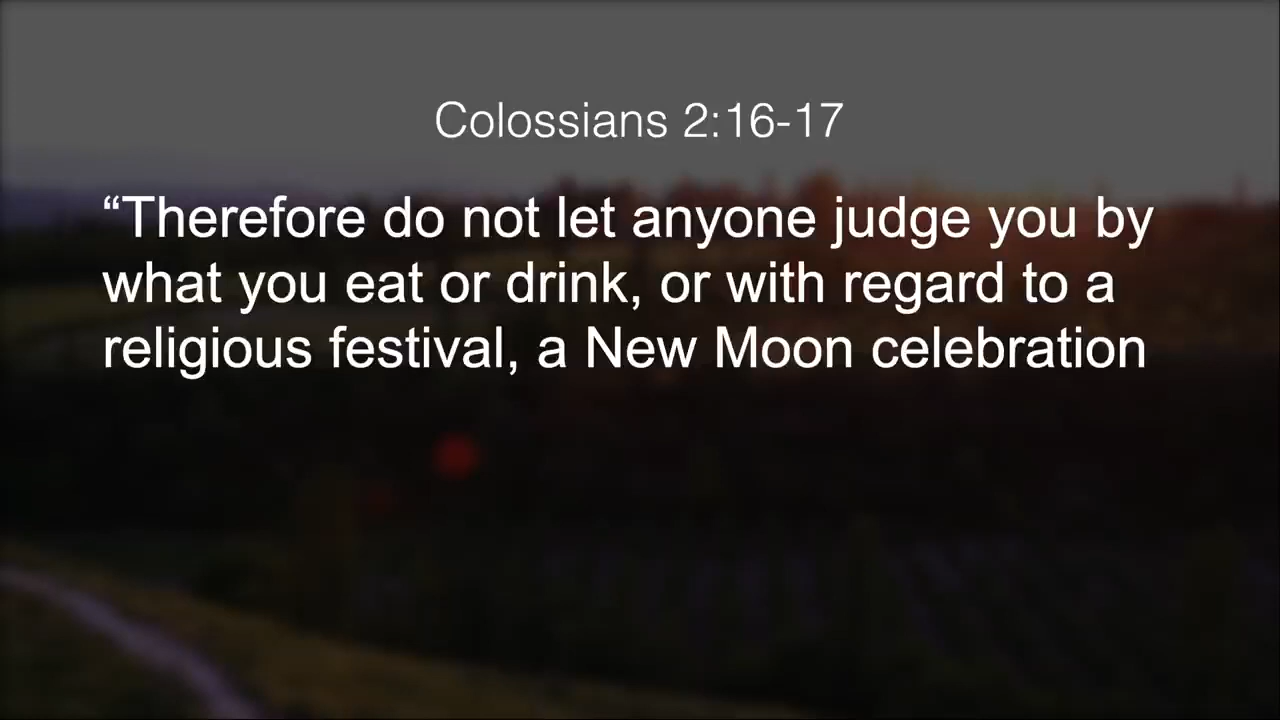 Colossians 2:16-17
“Therefore do not let anyone judge you by
what you eat or drink, or with regard to a
religious festival, a New Moon celebration